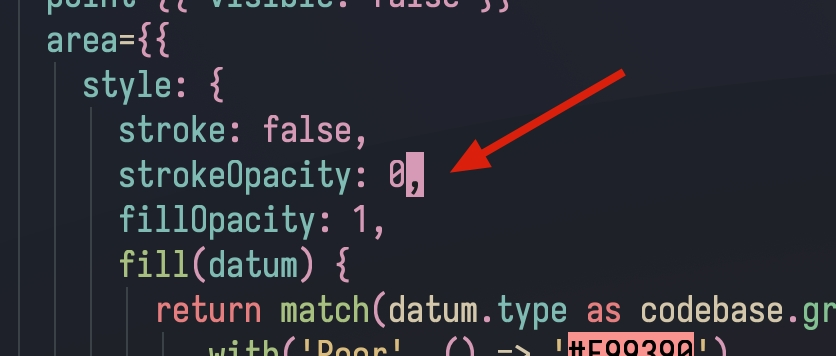 point={{ visible: false }}
area={{
style: {
stroke: false,
strokeOpacity: 0,
fillOpacity: 1,
fill(datum) {
return match(datum.type as codebase.gr
.with('Poor', () => '#F99390')